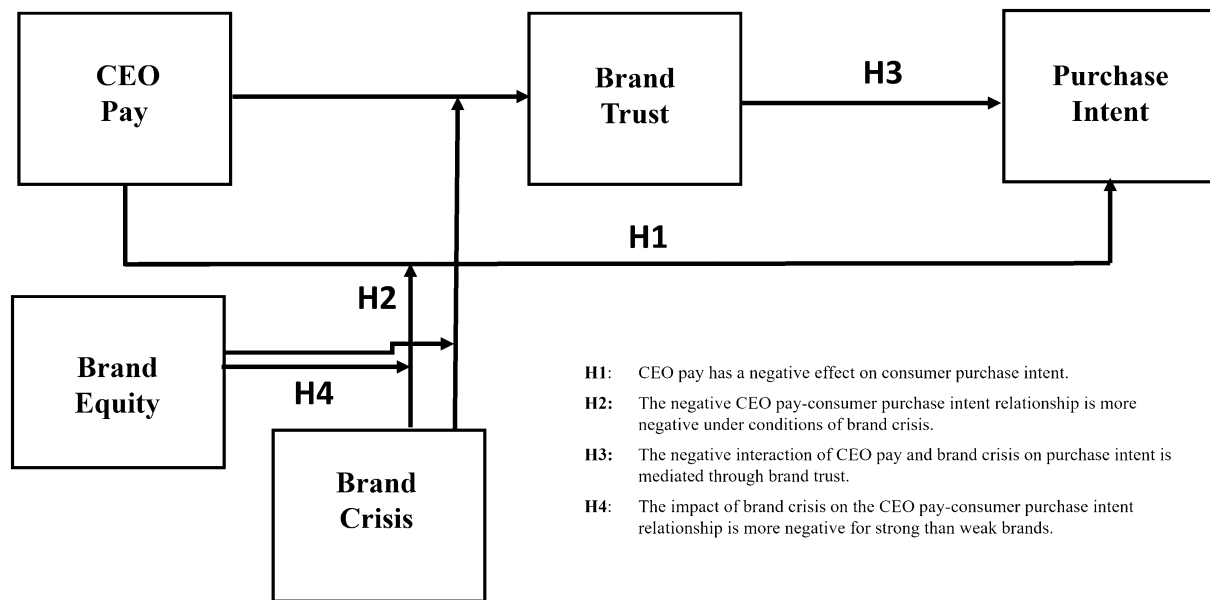 CEO
Pay
Brand
Trust
H3
Purchase
Intent
H1
H2
Brand
Equity
H4
Brand
Crisis
H1: CEO pay has a negative effect on consumer purchase intent.
H2: The negative CEO pay-consumer purchase intent relationship is more
negative under conditions of brand crisis.
H3: The negative interaction of CEO pay and brand crisis on purchase intent is
mediated through brand trust.
H4: The impact of brand crisis on the CEO pay-consumer purchase intent
relationship is more negative for strong than weak brands.